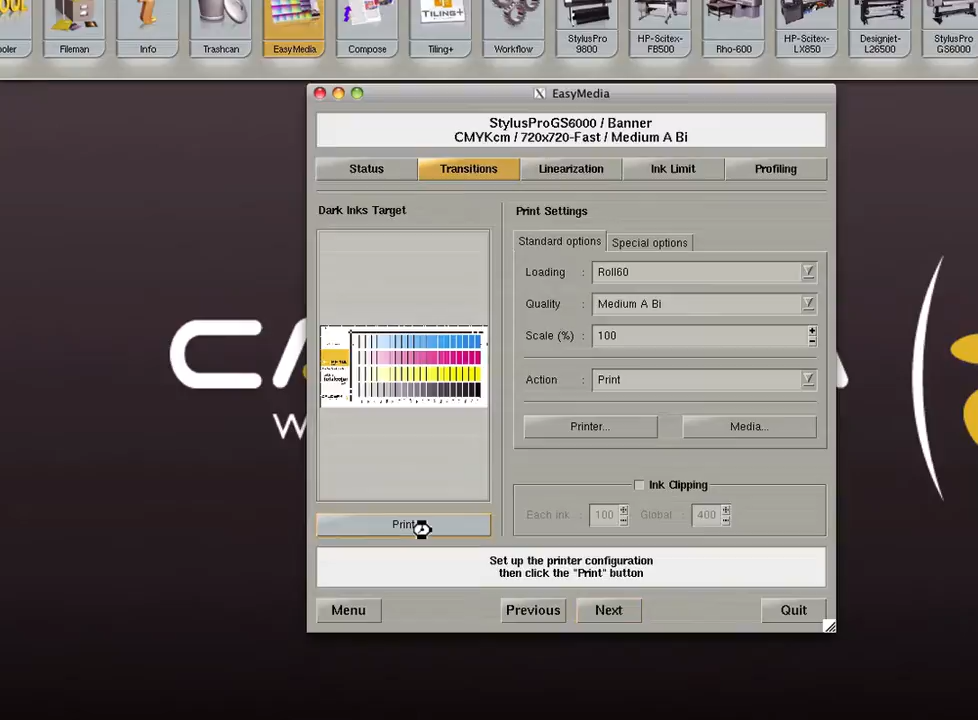 Fileman
Info
Trashcan
EasyMedia
Compose
TILING+
Tiling+
Workflow
StylusPro
9800
HP-Scitex
FB500
Rho-600
HP-Scitex-
LX850
Designjet-
L26500
StylusPro
GS6000
EasyMedia
StylusProGS6000 / Banner
CMYKcm / 720x720-Fast / Medium A Bi
Status
Transitions
Linearization
Ink Limit
Profiling
Dark Inks Target
Print Settings
Standard options
Special options
Loading :
Roll60
Quality :
Medium A Bi
Scale (%) :
100
Action :
Print
Printer...
Media...
Ink Clipping
Each ink :
100
Global :
400
Print
Set up the printer configuration
then click the "Print" button
Menu
Previous
Next
Quit